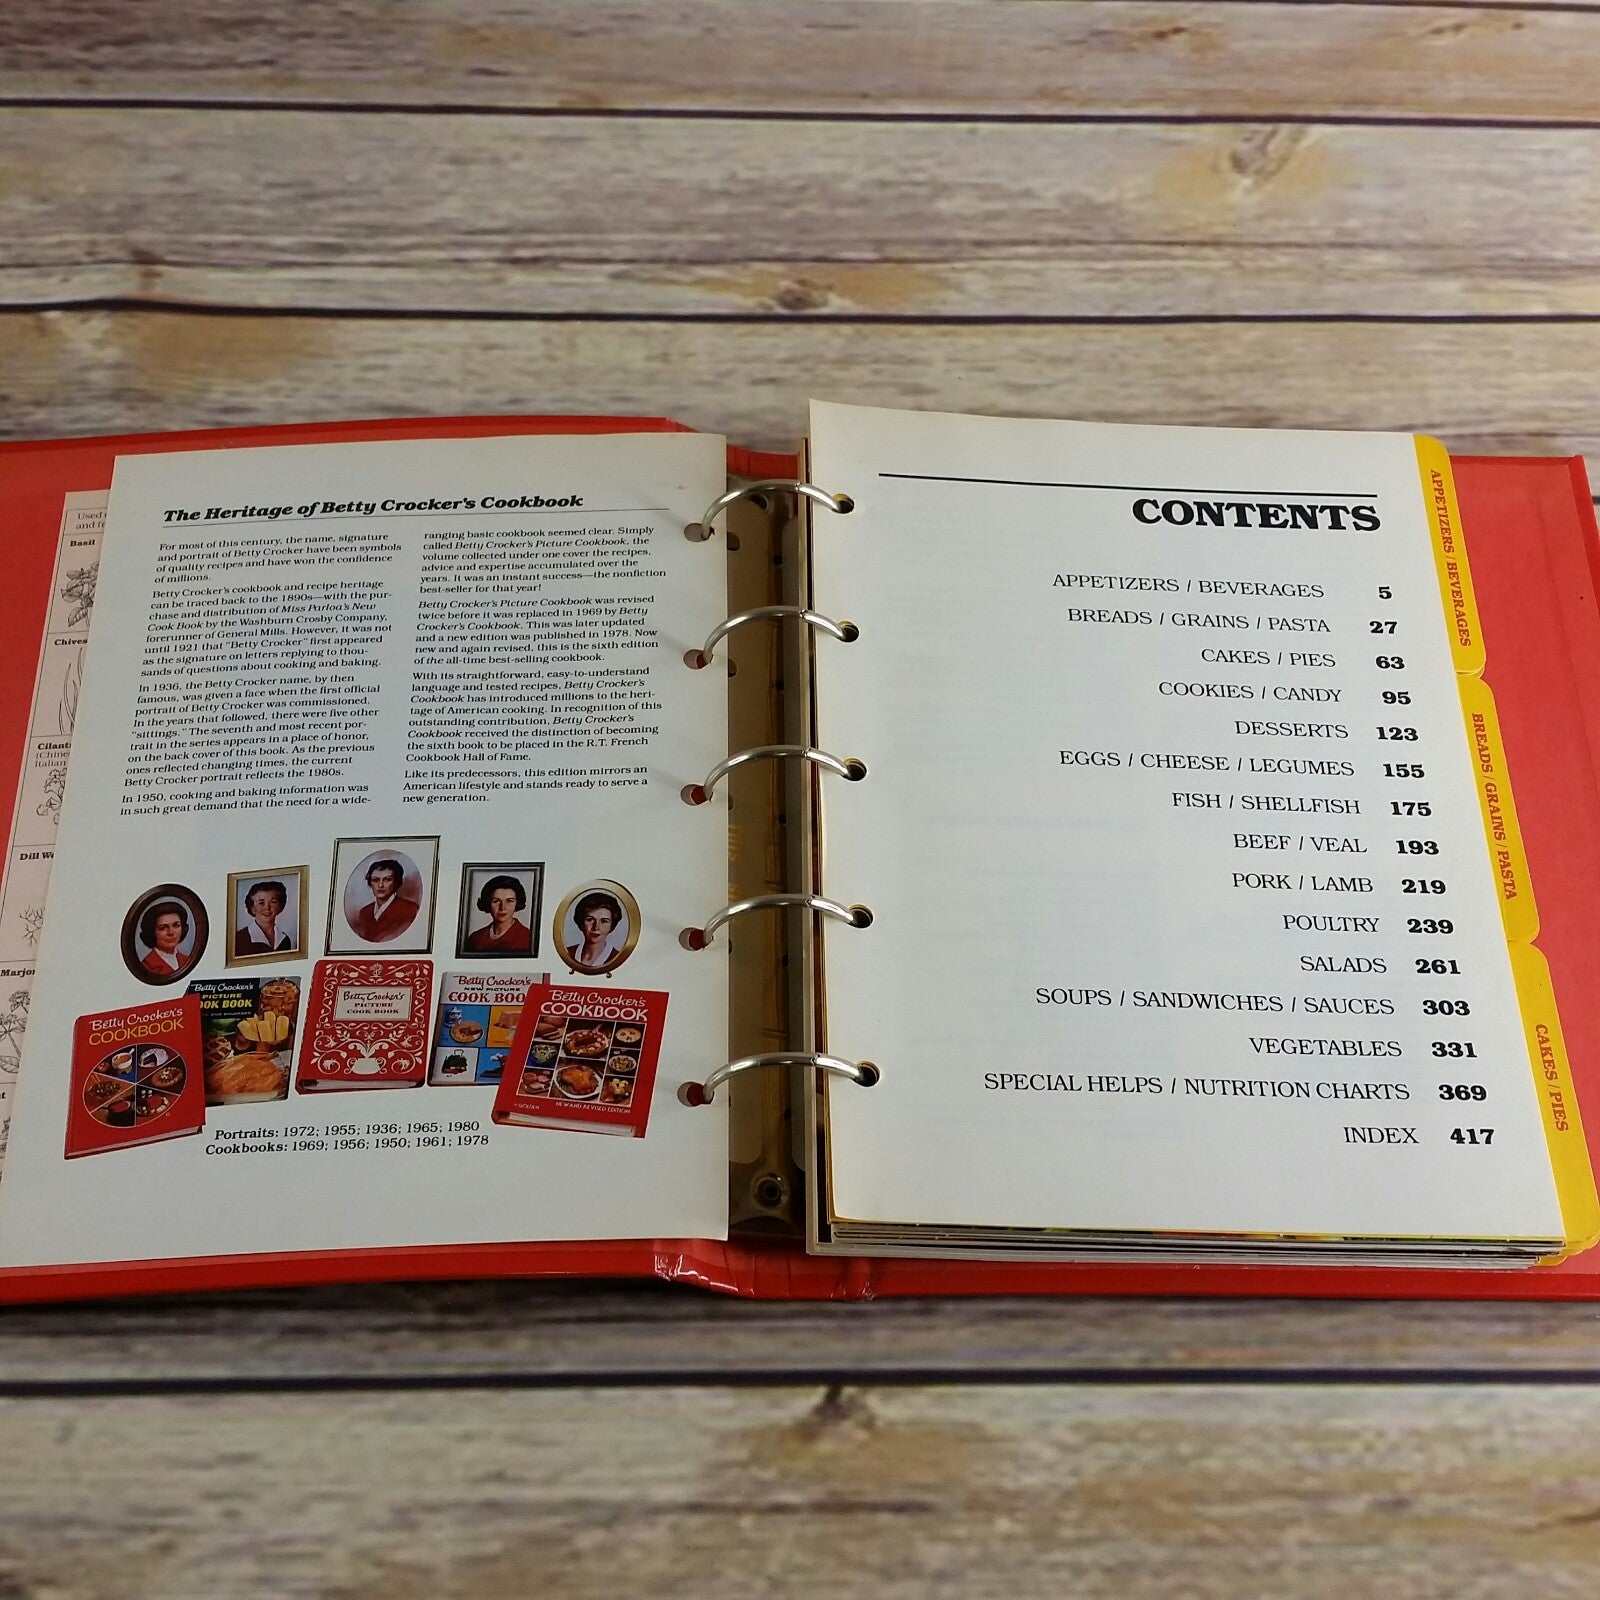 The Heritage of Betty Crocker's Cookbook
For most of this century, the name, signature
and portrait of Betty Crocker have been symbols
of quality recipes and have won the confidence
of millions.
Betty Crocker's cookbook and recipe heritage
can be traced back to the 1890s—with the pur-
chase and distribution of Miss Parloa's New
Cook Book by the Washburn Crosby Company,
forerunner of General Mills. However, it was not
until 1921 that "Betty Crocker" first appeared
as the signature on letters replying to thou-
sands of questions about cooking and baking.
In 1936, the Betty Crocker name, by then
famous, was given a face when the first official
portrait of Betty Crocker was commissioned.
In the years that followed, there were five other
"sittings." The seventh and most recent por-
trait in the series appears in a place of honor,
on the back cover of this book. As the previous
ones reflected changing times, the current
Betty Crocker portrait reflects the 1980s.
In 1950, cooking and baking information was
in such great demand that the need for a wide-
ranging basic cookbook seemed clear. Simply
called Betty Crocker's Picture Cookbook, the
volume collected under one cover the recipes,
advice and expertise accumulated over the
years. It was an instant success—the nonfiction
best-seller for that year!
Betty Crocker's Picture Cookbook was revised
twice before it was replaced in 1969 by Betty
Crocker's Cookbook. This was later updated
and a new edition was published in 1978. Now
new and again revised, this is the sixth edition
of the all-time best-selling cookbook.
With its straightforward, easy-to-understand
language and tested recipes, Betty Crocker's
Cookbook has introduced millions to the heri-
tage of American cooking. In recognition of this
outstanding contribution, Betty Crocker's
Cookbook received the distinction of becoming
the sixth book to be placed in the R.T. French
Cookbook Hall of Fame.
Like its predecessors, this edition mirrors an
American lifestyle and stands ready to serve a
new generation.
Betty Crocker's
COOKBOOK
Betty Crocker's
PICTURE
COOK BOOK
Betty Crocker's
PICTURE
COOK BOOK
Betty Crocker's
NEW PICTURE
COOK BOO
Betty Crocker's
COOKBOOK
GOLDEN
NEW AND REVISED EDITION
Portraits: 1972; 1955; 1936; 1965; 1980
Cookbooks: 1969; 1956; 1950; 1961; 1978
Used
and fr
Basil
Chives
Cilant
(Chine
Italian
Dill We
Marjor
CONTENTS
APPETIZERS / BEVERAGES 5
BREADS / GRAINS / PASTA 27
CAKES / PIES 63
COOKIES / CANDY 95
DESSERTS 123
EGGS / CHEESE / LEGUMES 155
FISH / SHELLFISH 175
BEEF / VEAL 193
PORK / LAMB 219
POULTRY 239
SALADS 261
SOUPS / SANDWICHES / SAUCES 303
VEGETABLES 331
SPECIAL HELPS / NUTRITION CHARTS 369
INDEX 417
APPETIZERS / BEVERAGES
BREADS / GRAINS / PASTA
CAKES / PIES